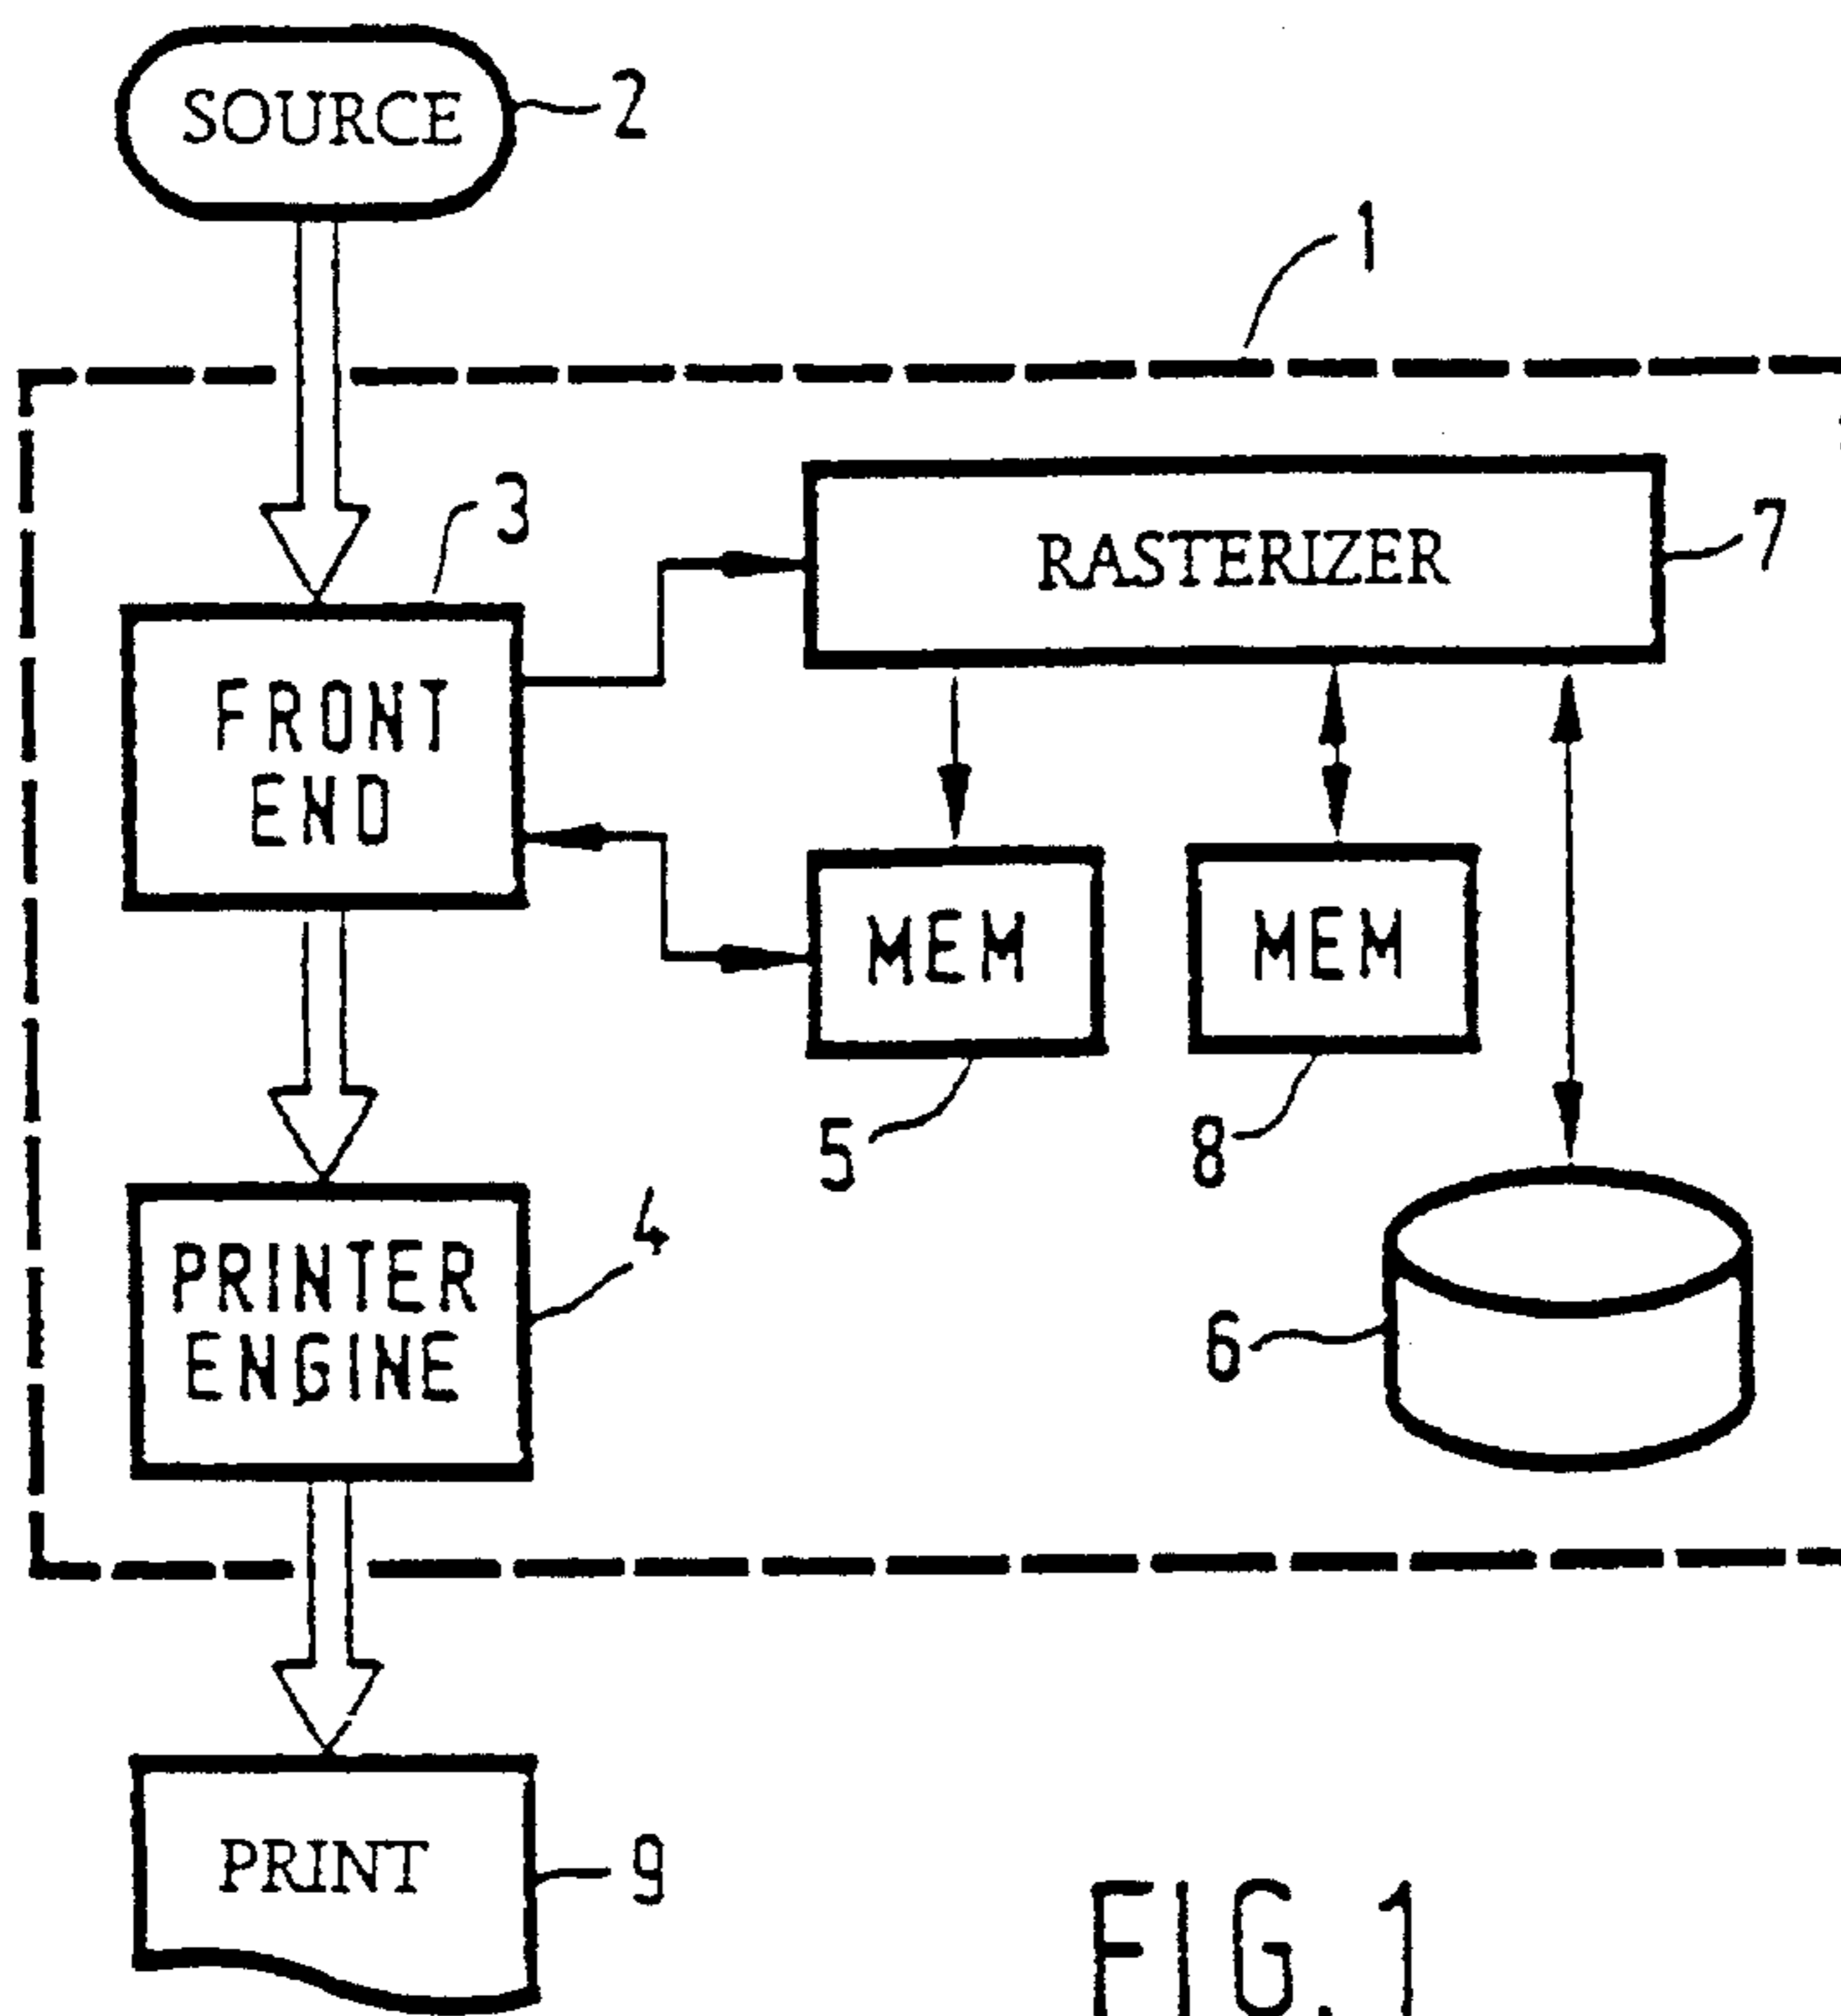 SOURCE
2
1
3
RASTERIZER
7
FRONT
END
MEM
MEM
5
8
4
PRINTER
ENGINE
6
PRINT
9
FIG. 1